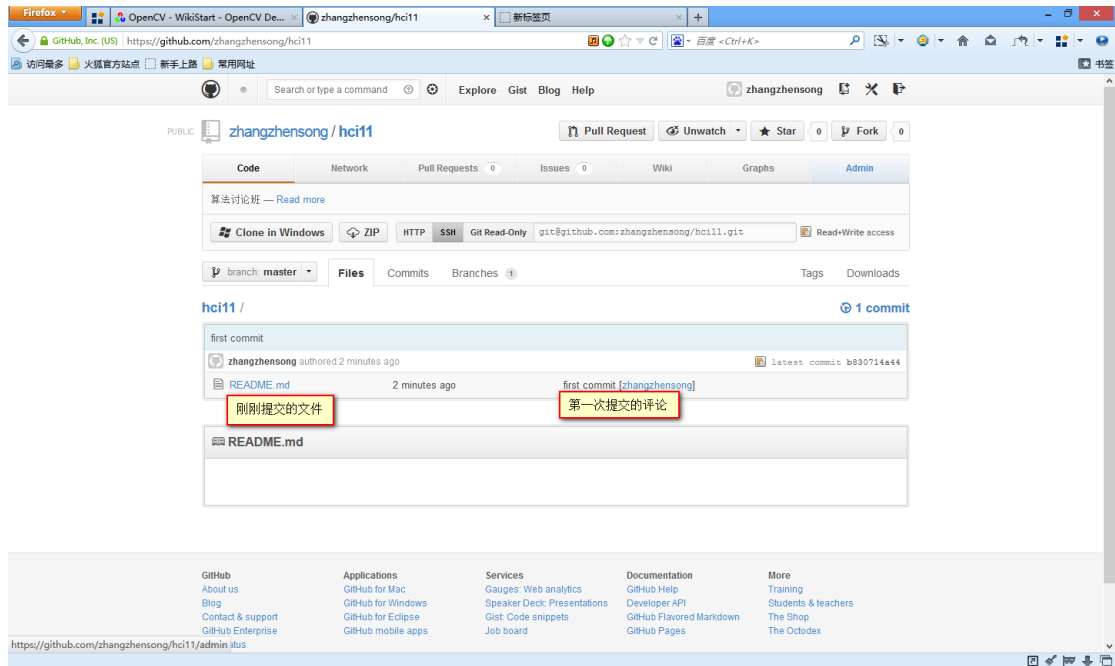 Firefox
OpenCV - WikiStart - OpenCV De...
zhangzhensong/hci11
新标签页
GitHub, Inc. (US)
https://github.com/zhangzhensong/hci11
百度 <Ctrl+K>
访问最多
火狐官方站点
新手上路
常用网址
书签
Search or type a command
Explore
Gist
Blog
Help
zhangzhensong
PUBLIC
zhangzhensong / hci11
Pull Request
Unwatch
Star
0
Fork
0
Code
Network
Pull Requests 0
Issues 0
Wiki
Graphs
Admin
算法讨论班 — Read more
Clone in Windows
ZIP
HTTP
SSH
Git Read-Only
git@github.com:zhangzhensong/hci11.git
Read+Write access
branch: master
Files
Commits
Branches 1
Tags
Downloads
hci11 /
1 commit
first commit
zhangzhensong authored 2 minutes ago
latest commit b830714a44
README.md
2 minutes ago
first commit [zhangzhensong]
刚刚提交的文件
第一次提交的评论
README.md
GitHub
About us
Blog
Contact & support
GitHub Enterprise
atus
Applications
GitHub for Mac
GitHub for Windows
GitHub for Eclipse
GitHub mobile apps
Services
Gauges: Web analytics
Speaker Deck: Presentations
Gist: Code snippets
Job board
Documentation
GitHub Help
Developer API
GitHub Flavored Markdown
GitHub Pages
More
Training
Students & teachers
The Shop
The Octodex
https://github.com/zhangzhensong/hci11/admin